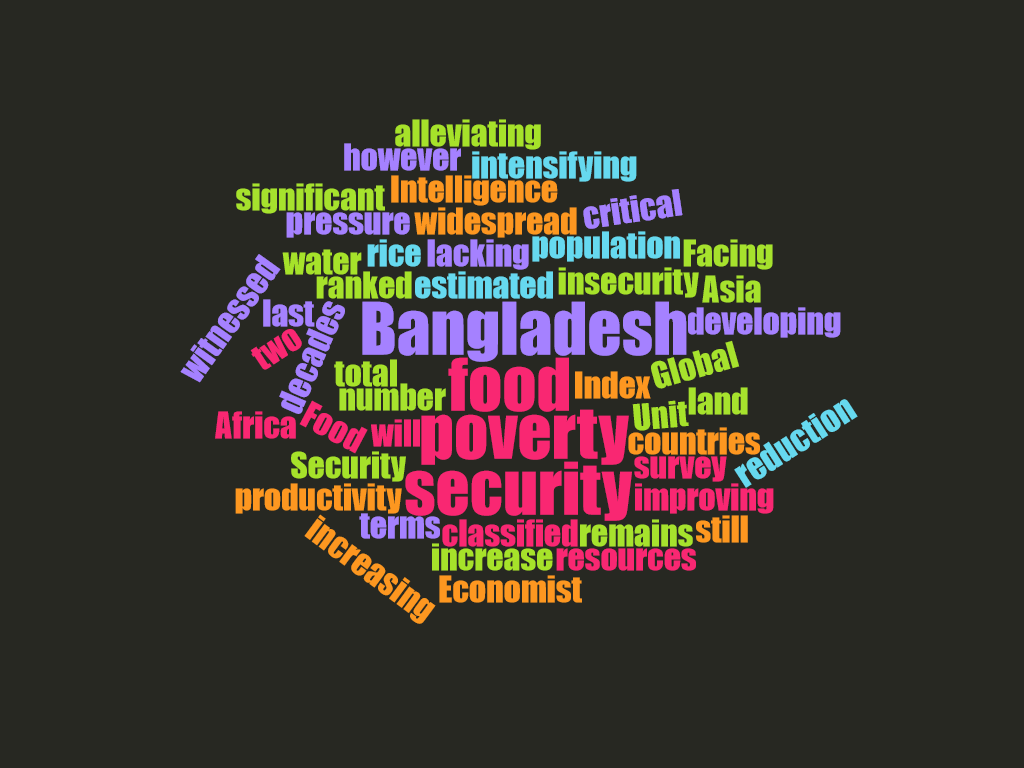 alleviating
however intensifying
significant Intelligence
pressure widespread critical
water rice lacking population Facing
witnessed ranked estimated insecurity Asia
last Bangladesh developing
two decades
total food Index Global
number Unit land
Africa Food will poverty countries reduction
Security security survey
productivity improving
increasing terms classified remains still
increase resources
Economist